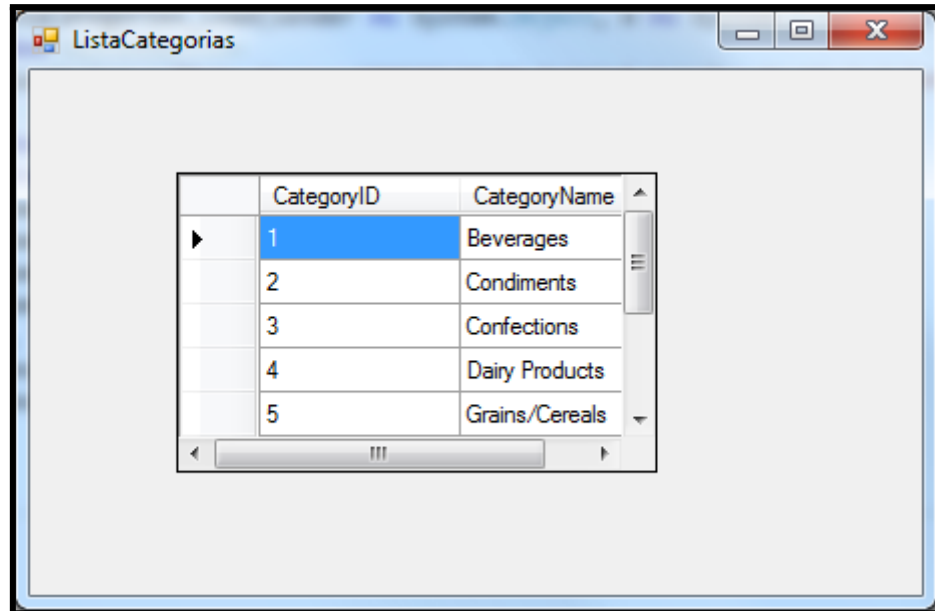 ListaCategorias
CategoryID CategoryName
1 Beverages
2 Condiments
3 Confections
4 Dairy Products
5 Grains/Cereals